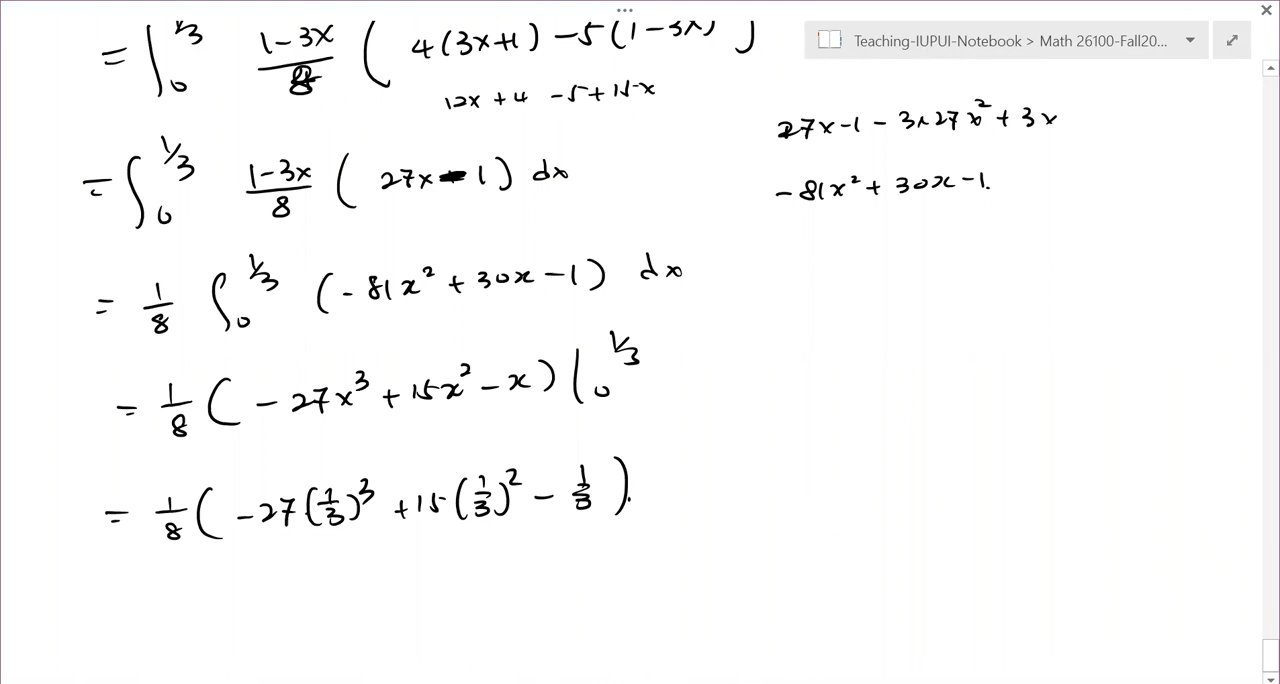 = ∫₀^{1/3} (1-3x)/8 ( 4(3x+1) - 5(1-3x) )
12x + 4 - 5 + 15x
= ∫₀^{1/3} (1-3x)/8 ( 27x - 1 ) dx
= 1/8 ∫₀^{1/3} (-81x² + 30x - 1) dx
= 1/8 ( - 27x³ + 15x² - x ) |₀^{1/3}
= 1/8 ( -27(1/3)³ + 15(1/3)² - 1/3 ).
Teaching-IUPUI-Notebook > Math 26100-Fall20...
27x - 1 - 3x27x² + 3x
- 81x² + 30x - 1.